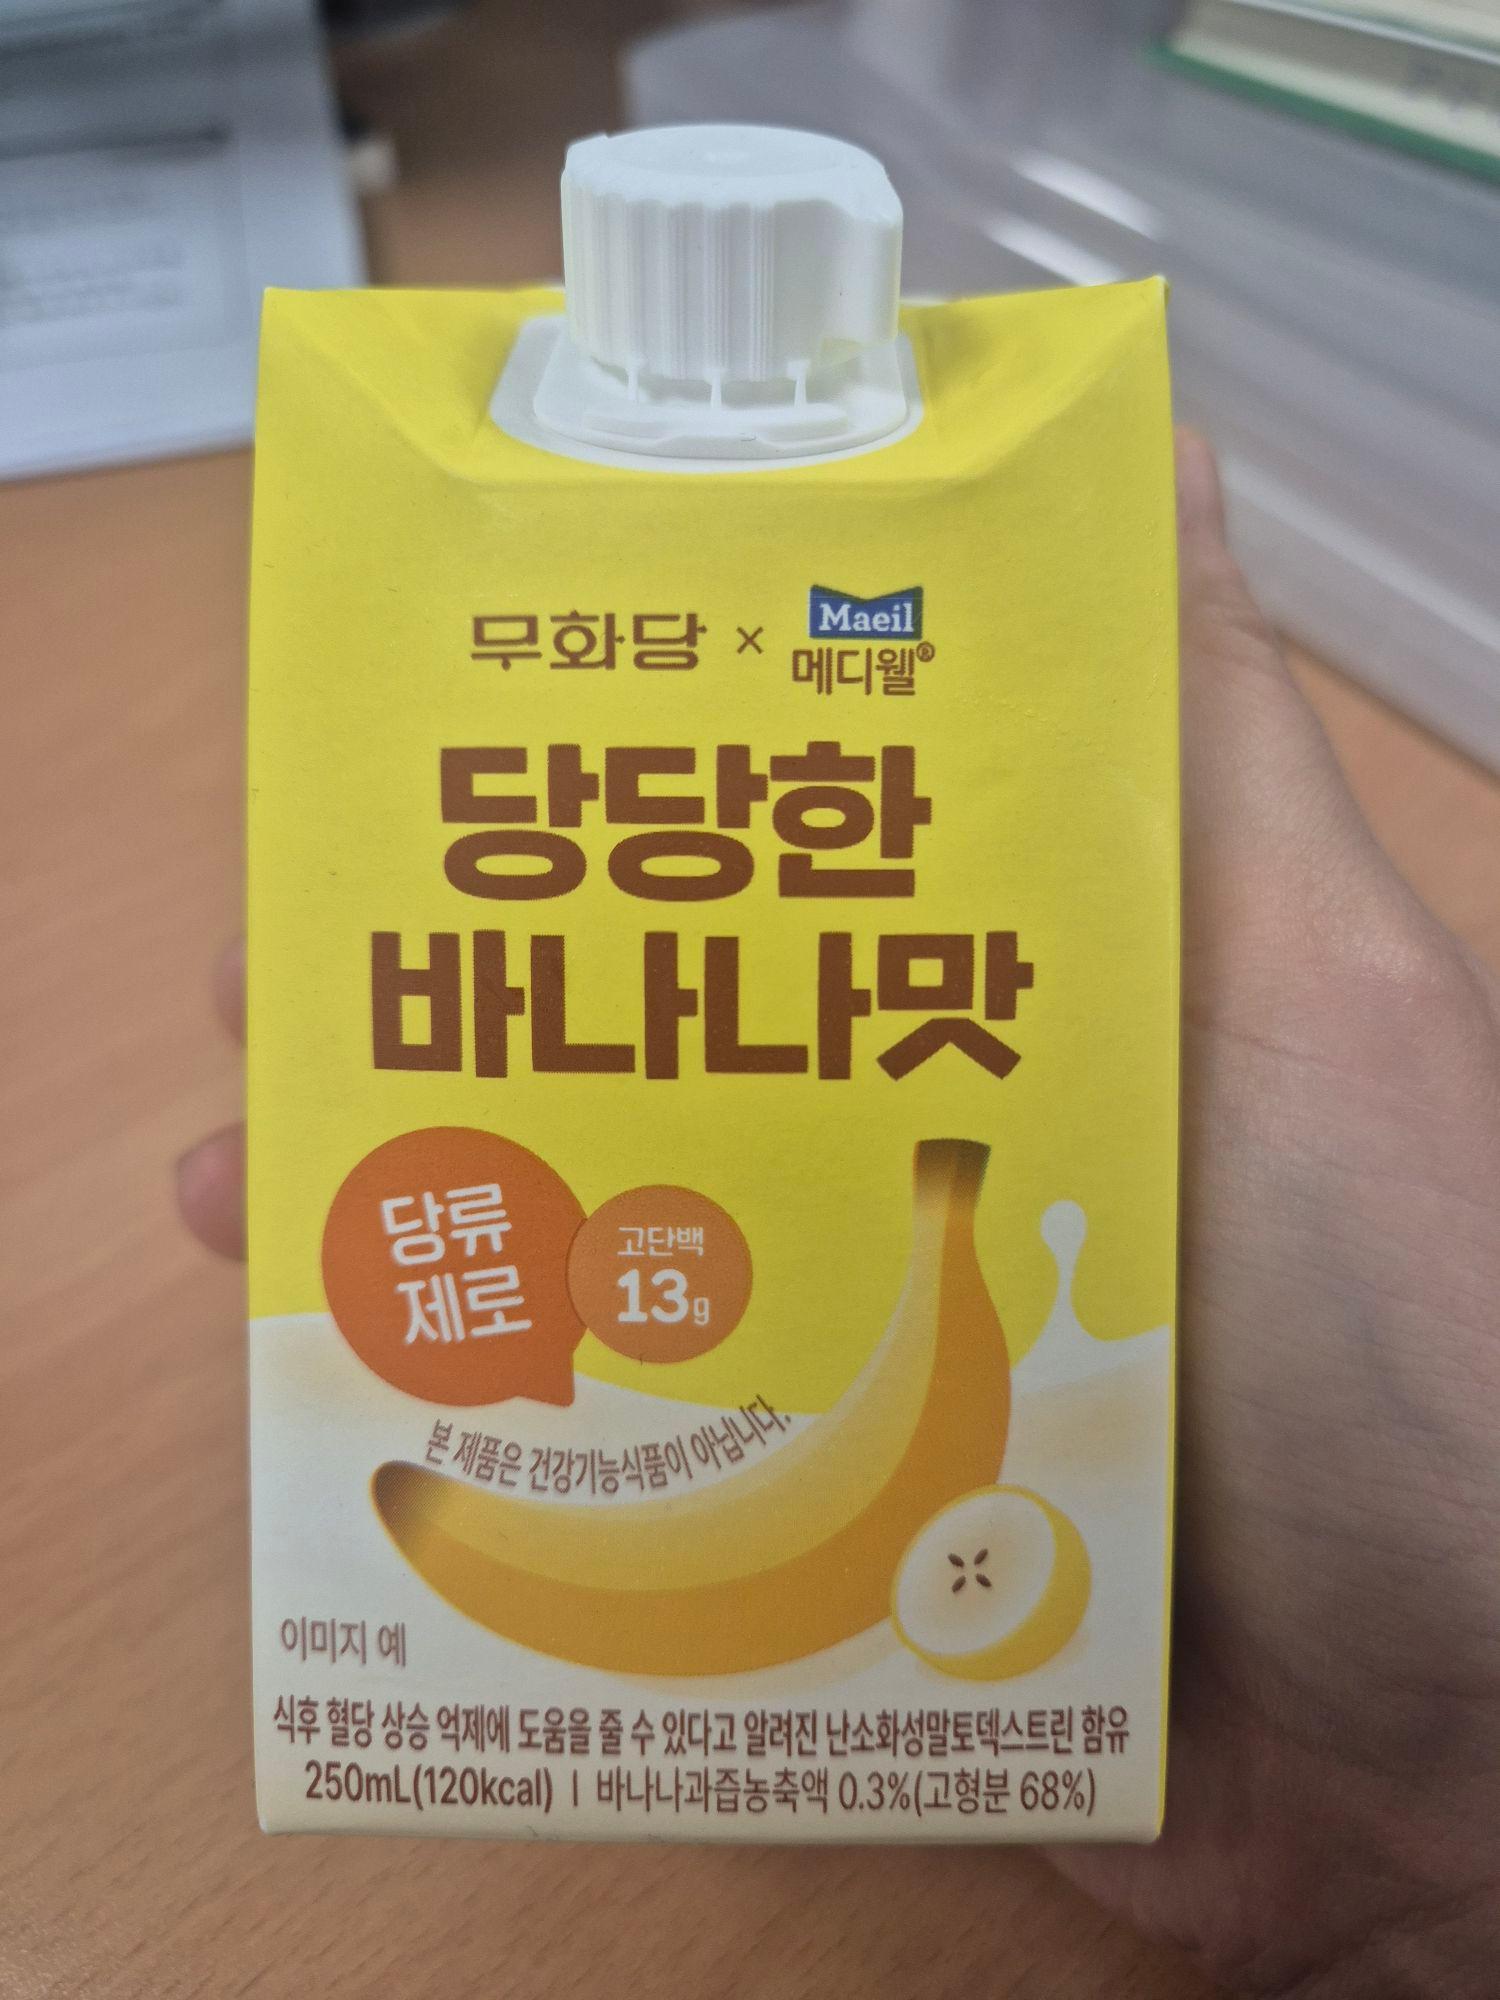 무화당 × Maeil
메디웰®
당당한
바나나맛
당류
제로
고단백
13g
본 제품은 건강기능식품이 아닙니다.
이미지 예
식후 혈당 상승 억제에 도움을 줄 수 있다고 알려진 난소화성말토덱스트린 함유
250mL(120kcal) | 바나나과즙농축액 0.3%(고형분 68%)